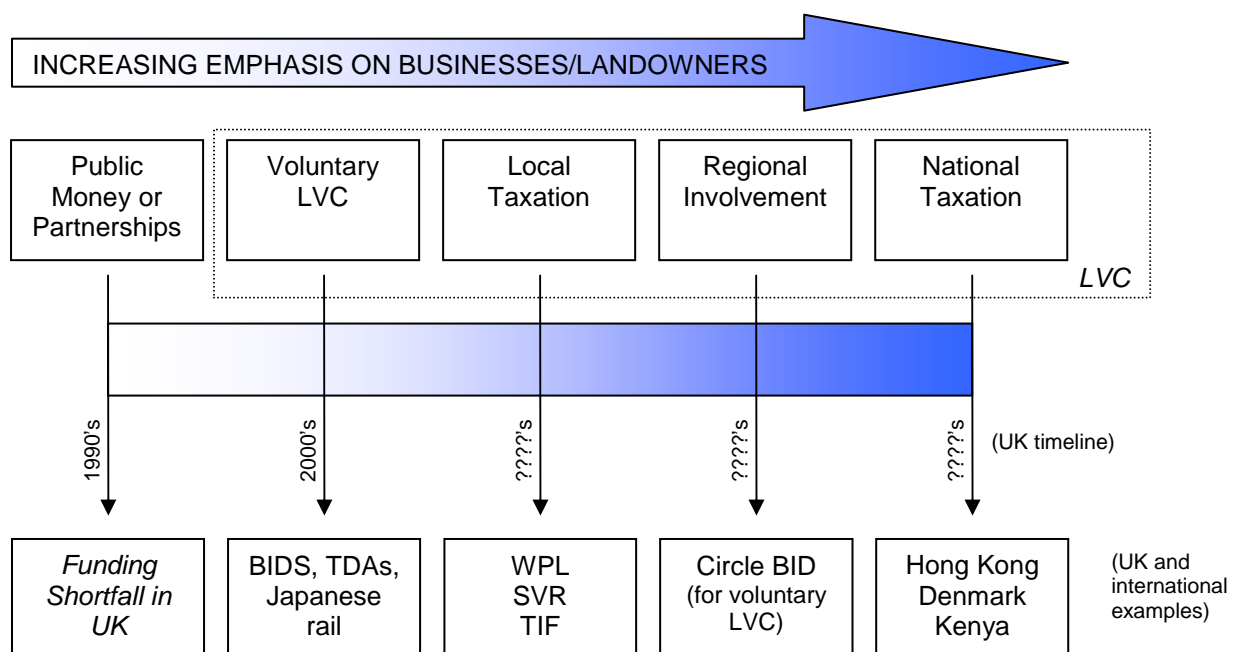 INCREASING EMPHASIS ON BUSINESSES/LANDOWNERS
Public
Money or
Partnerships
Voluntary
LVC
Local
Taxation
Regional
Involvement
National
Taxation
LVC
1990's
2000's
????'s
????'s
????'s
(UK timeline)
Funding
Shortfall in
UK
BIDS, TDAs,
Japanese
rail
WPL
SVR
TIF
Circle BID
(for voluntary
LVC)
Hong Kong
Denmark
Kenya
(UK and
international
examples)